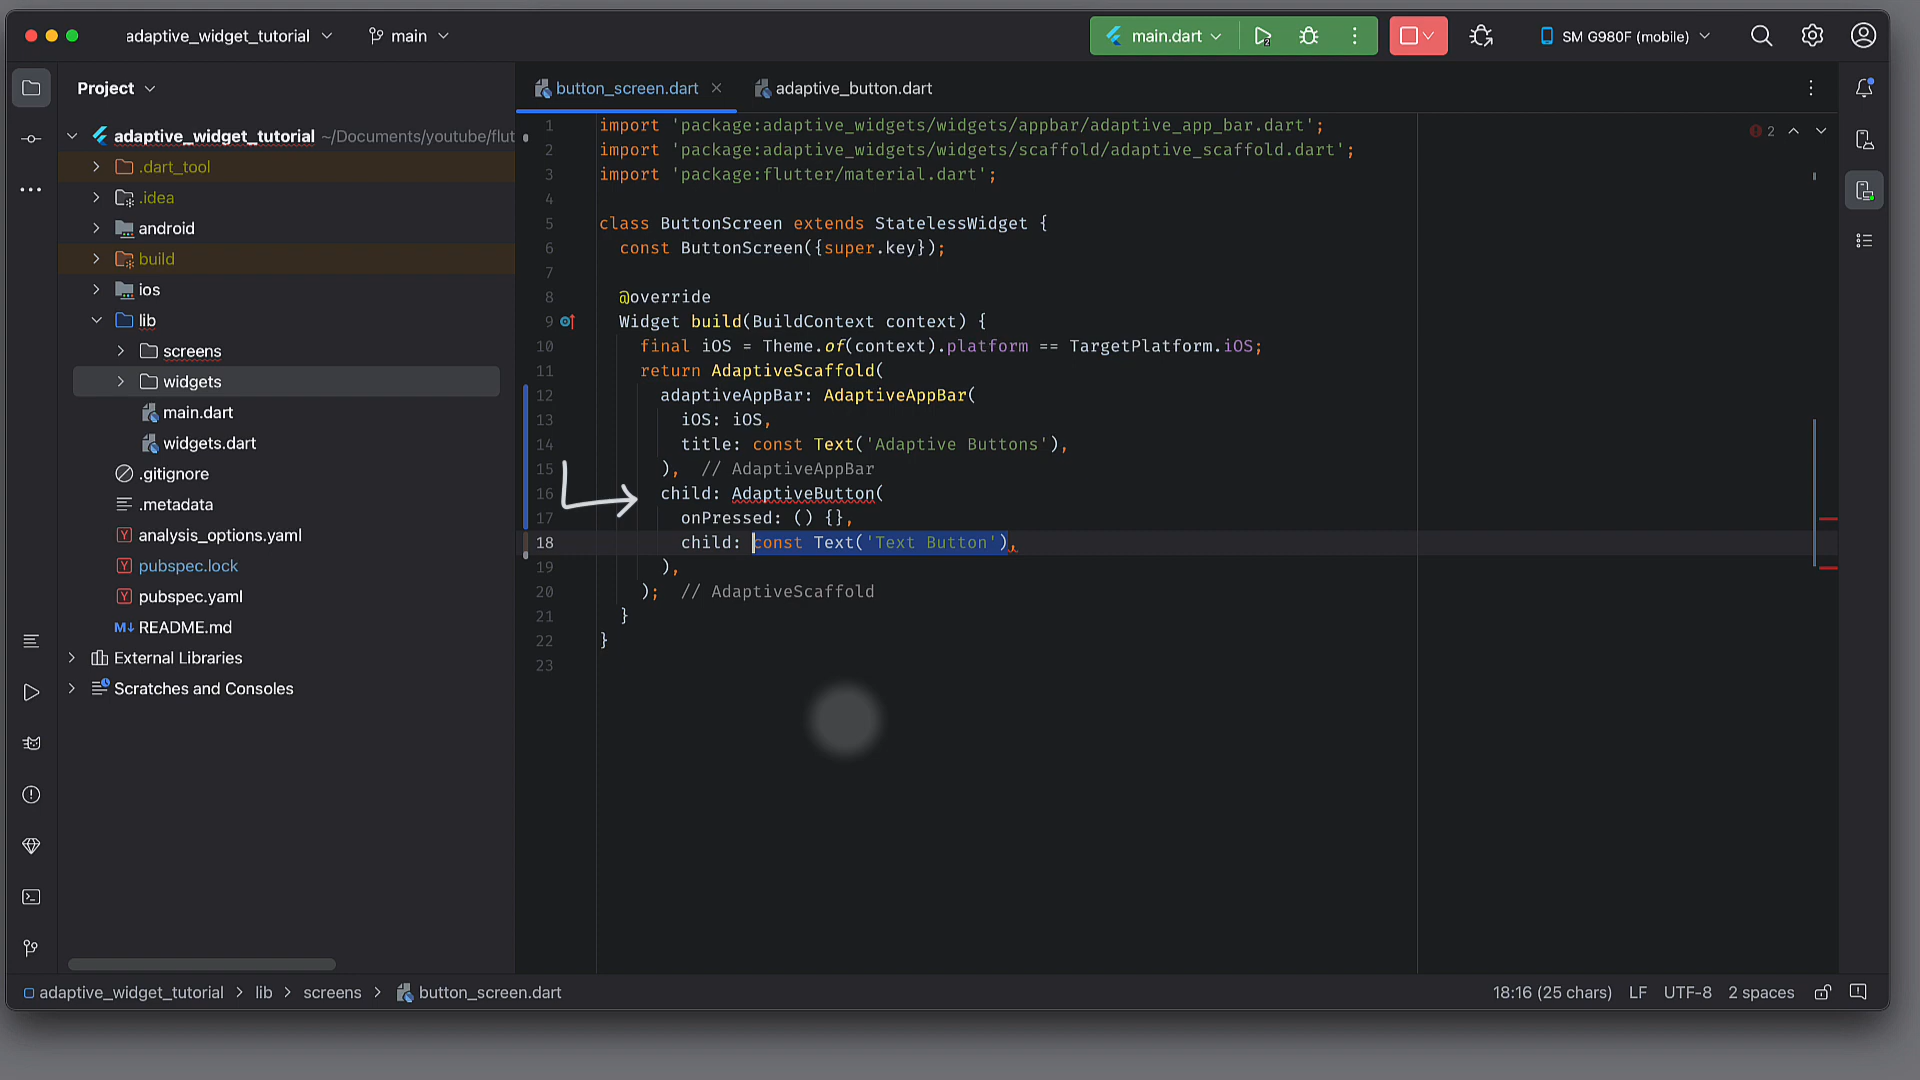 adaptive_widget_tutorial
main
main.dart
SM G980F (mobile)
Project
button_screen.dart
adaptive_button.dart
adaptive_widget_tutorial ~/Documents/youtube/flut
.dart_tool
.idea
android
build
ios
lib
screens
widgets
main.dart
widgets.dart
.gitignore
.metadata
analysis_options.yaml
pubspec.lock
pubspec.yaml
README.md
External Libraries
Scratches and Consoles
2
1 import 'package:adaptive_widgets/widgets/appbar/adaptive_app_bar.dart';
2 import 'package:adaptive_widgets/widgets/scaffold/adaptive_scaffold.dart';
3 import 'package:flutter/material.dart';
4
5 class ButtonScreen extends StatelessWidget {
6 const ButtonScreen({super.key});
7
8 @override
9 Widget build(BuildContext context) {
10 final iOS = Theme.of(context).platform == TargetPlatform.iOS;
11 return AdaptiveScaffold(
12 adaptiveAppBar: AdaptiveAppBar(
13 iOS: iOS,
14 title: const Text('Adaptive Buttons'),
15 ), // AdaptiveAppBar
16 child: AdaptiveButton(
17 onPressed: () {},
18 child: const Text('Text Button'),
19 ),
20 ); // AdaptiveScaffold
21 }
22 }
23
adaptive_widget_tutorial > lib > screens > button_screen.dart
18:16 (25 chars) LF UTF-8 2 spaces